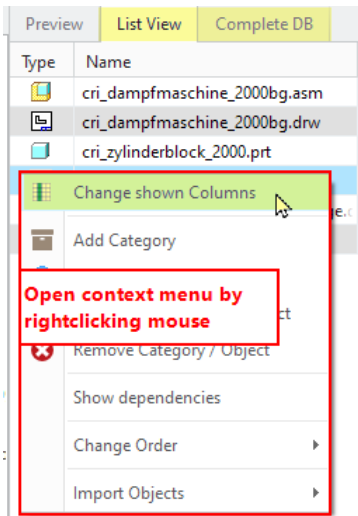 Preview List View Complete DB
Type Name
cri_dampfmaschine_2000bg.asm
cri_dampfmaschine_2000bg.drw
cri_zylinderblock_2000.prt
Change shown Columns
Add Category
Open context menu by
rightclicking mouse
Remove Category / Object
Show dependencies
Change Order
Import Objects